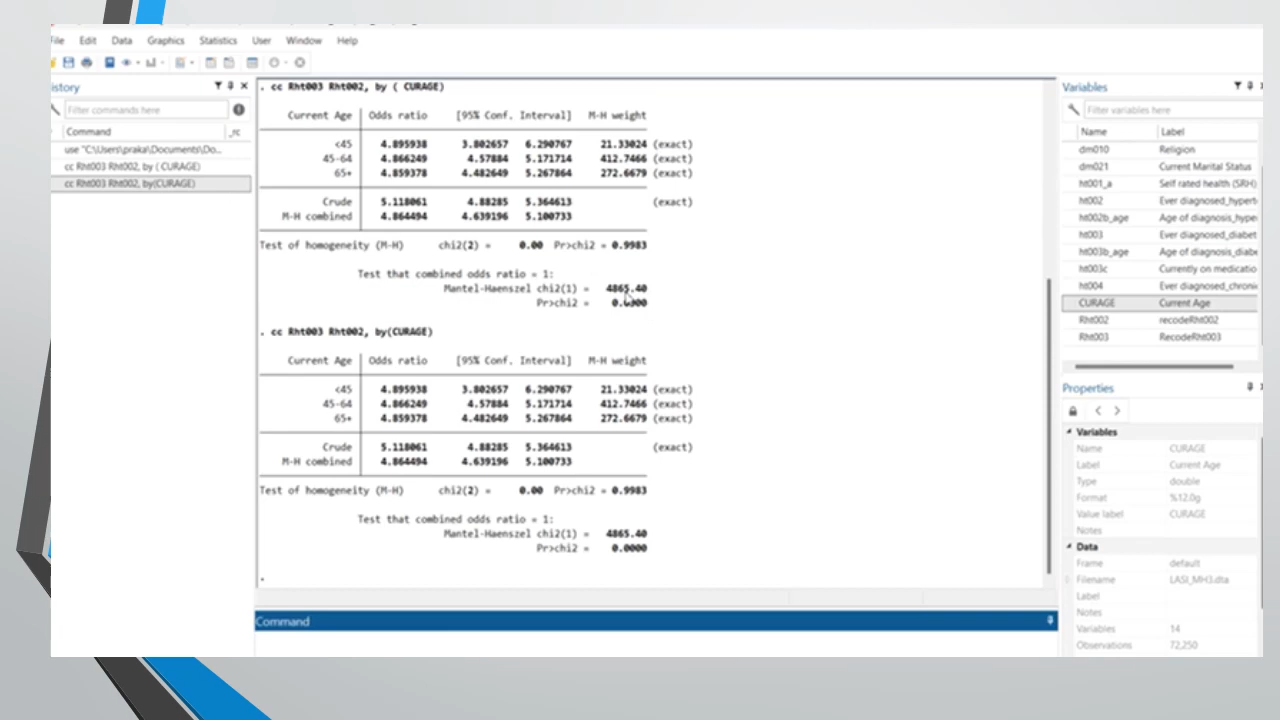 File Edit Data Graphics Statistics User Window Help
istory
Filter commands here
Command _rc
use "C:\Users\praka\Documents\Do...
cc Rht003 Rht002, by ( CURAGE)
cc Rht003 Rht002, by(CURAGE)
. cc Rht003 Rht002, by ( CURAGE)
Current Age Odds ratio [95% Conf. Interval] M-H weight
<45 4.895938 3.802657 6.290767 21.33024 (exact)
45-64 4.866249 4.57884 5.171714 412.7466 (exact)
65+ 4.859378 4.482649 5.267864 272.6679 (exact)
Crude 5.118061 4.88285 5.364613 (exact)
M-H combined 4.864494 4.639196 5.100733
Test of homogeneity (M-H) chi2(2) = 0.00 Pr>chi2 = 0.9983
Test that combined odds ratio = 1:
Mantel-Haenszel chi2(1) = 4865.40
Pr>chi2 = 0.0000
. cc Rht003 Rht002, by(CURAGE)
Current Age Odds ratio [95% Conf. Interval] M-H weight
<45 4.895938 3.802657 6.290767 21.33024 (exact)
45-64 4.866249 4.57884 5.171714 412.7466 (exact)
65+ 4.859378 4.482649 5.267864 272.6679 (exact)
Crude 5.118061 4.88285 5.364613 (exact)
M-H combined 4.864494 4.639196 5.100733
Test of homogeneity (M-H) chi2(2) = 0.00 Pr>chi2 = 0.9983
Test that combined odds ratio = 1:
Mantel-Haenszel chi2(1) = 4865.40
Pr>chi2 = 0.0000
.
Command
Variables
Filter variables here
Name Label
dm010 Religion
dm021 Current Marital Status
ht001_a Self rated health (SRH)
ht002 Ever diagnosed_hypert
ht002b_age Age of diagnosis_hype
ht003 Ever diagnosed_diabet
ht003b_age Age of diagnosis_diabe
ht003c Currently on medicatio
ht004 Ever diagnosed_chroni
CURAGE Current Age
Rht002 recodeRht002
Rht003 RecodeRht003
Properties
Variables
Name CURAGE
Label Current Age
Type double
Format %12.0g
Value label CURAGE
Notes
Data
Frame default
Filename LASI_MH3.dta
Label
Notes
Variables 14
Observations 72,250